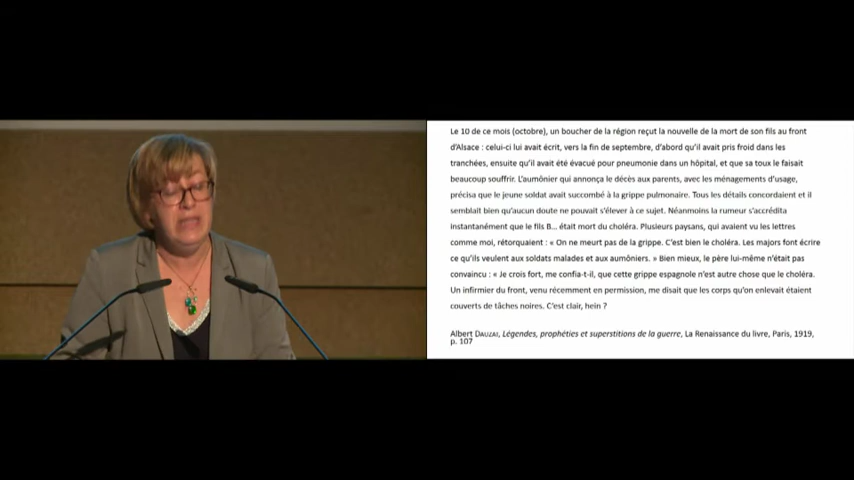 Le 10 de ce mois (octobre), un boucher de la région reçut la nouvelle de la mort de son fils au front
d'Alsace : celui-ci lui avait écrit, vers la fin de septembre, d'abord qu'il avait pris froid dans les
tranchées, ensuite qu'il avait été évacué pour pneumonie dans un hôpital, et que sa toux le faisait
beaucoup souffrir. L'aumônier qui annonça le décès aux parents, avec les ménagements d'usage,
précisa que le jeune soldat avait succombé à la grippe pulmonaire. Tous les détails concordaient et il
semblait bien qu'aucun doute ne pouvait s'élever à ce sujet. Néanmoins la rumeur s'accrédita
instantanément que le fils B... était mort du choléra. Plusieurs paysans, qui avaient vu les lettres
comme moi, rétorquaient : « On ne meurt pas de la grippe. C'est bien le choléra. Les majors font écrire
ce qu'ils veulent aux soldats malades et aux aumôniers. » Bien mieux, le père lui-même n'était pas
convaincu : « Je crois fort, me confia-t-il, que cette grippe espagnole n'est autre chose que le choléra.
Un infirmier du front, venu récemment en permission, me disait que les corps qu'on enlevait étaient
couverts de tâches noires. C'est clair, hein ?
Albert DAUZAt, Légendes, prophéties et superstitions de la guerre, La Renaissance du livre, Paris, 1919,
p. 107